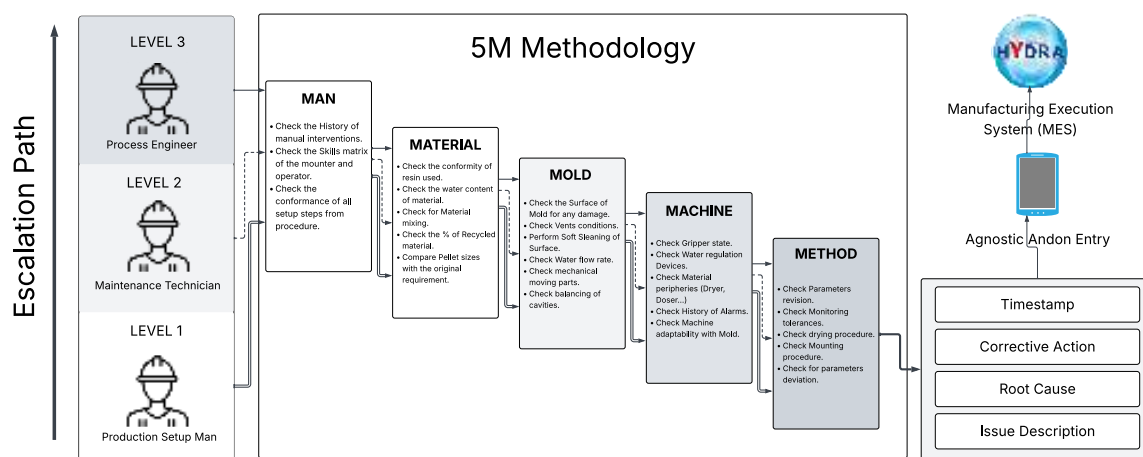 Escalation Path
LEVEL 3
Process Engineer
LEVEL 2
Maintenance Technician
LEVEL 1
Production Setup Man
5M Methodology
MAN
• Check the History of
manual interventions.
• Check the Skills matrix
of the mounter and
operator.
• Check the
conformance of all
setup steps from
procedure.
MATERIAL
• Check the conformity of
resin used.
• Check the water content
of material.
• Check for Material
mixing.
• Check the % of Recycled
material.
• Compare Pellet sizes
with the original
requirement.
MOLD
• Check the Surface of
Mold for any damage.
• Check Vents conditions.
• Perform Soft Sleaning of
Surface.
• Check Water flow rate.
• Check mechanical
moving parts.
• Check balancing of
cavities.
MACHINE
• Check Gripper state.
• Check Water regulation
Devices.
• Check Material
peripheries (Dryer,
Doser...)
• Check History of Alarms.
• Check Machine
adaptability with Mold.
METHOD
• Check Parameters
revision.
• Check Monitoring
tolerances.
• Check drying procedure.
• Check Mounting
procedure.
• Check for parameters
deviation.
HYDRA
Manufacturing Execution
System (MES)
Agnostic Andon Entry
Timestamp
Corrective Action
Root Cause
Issue Description